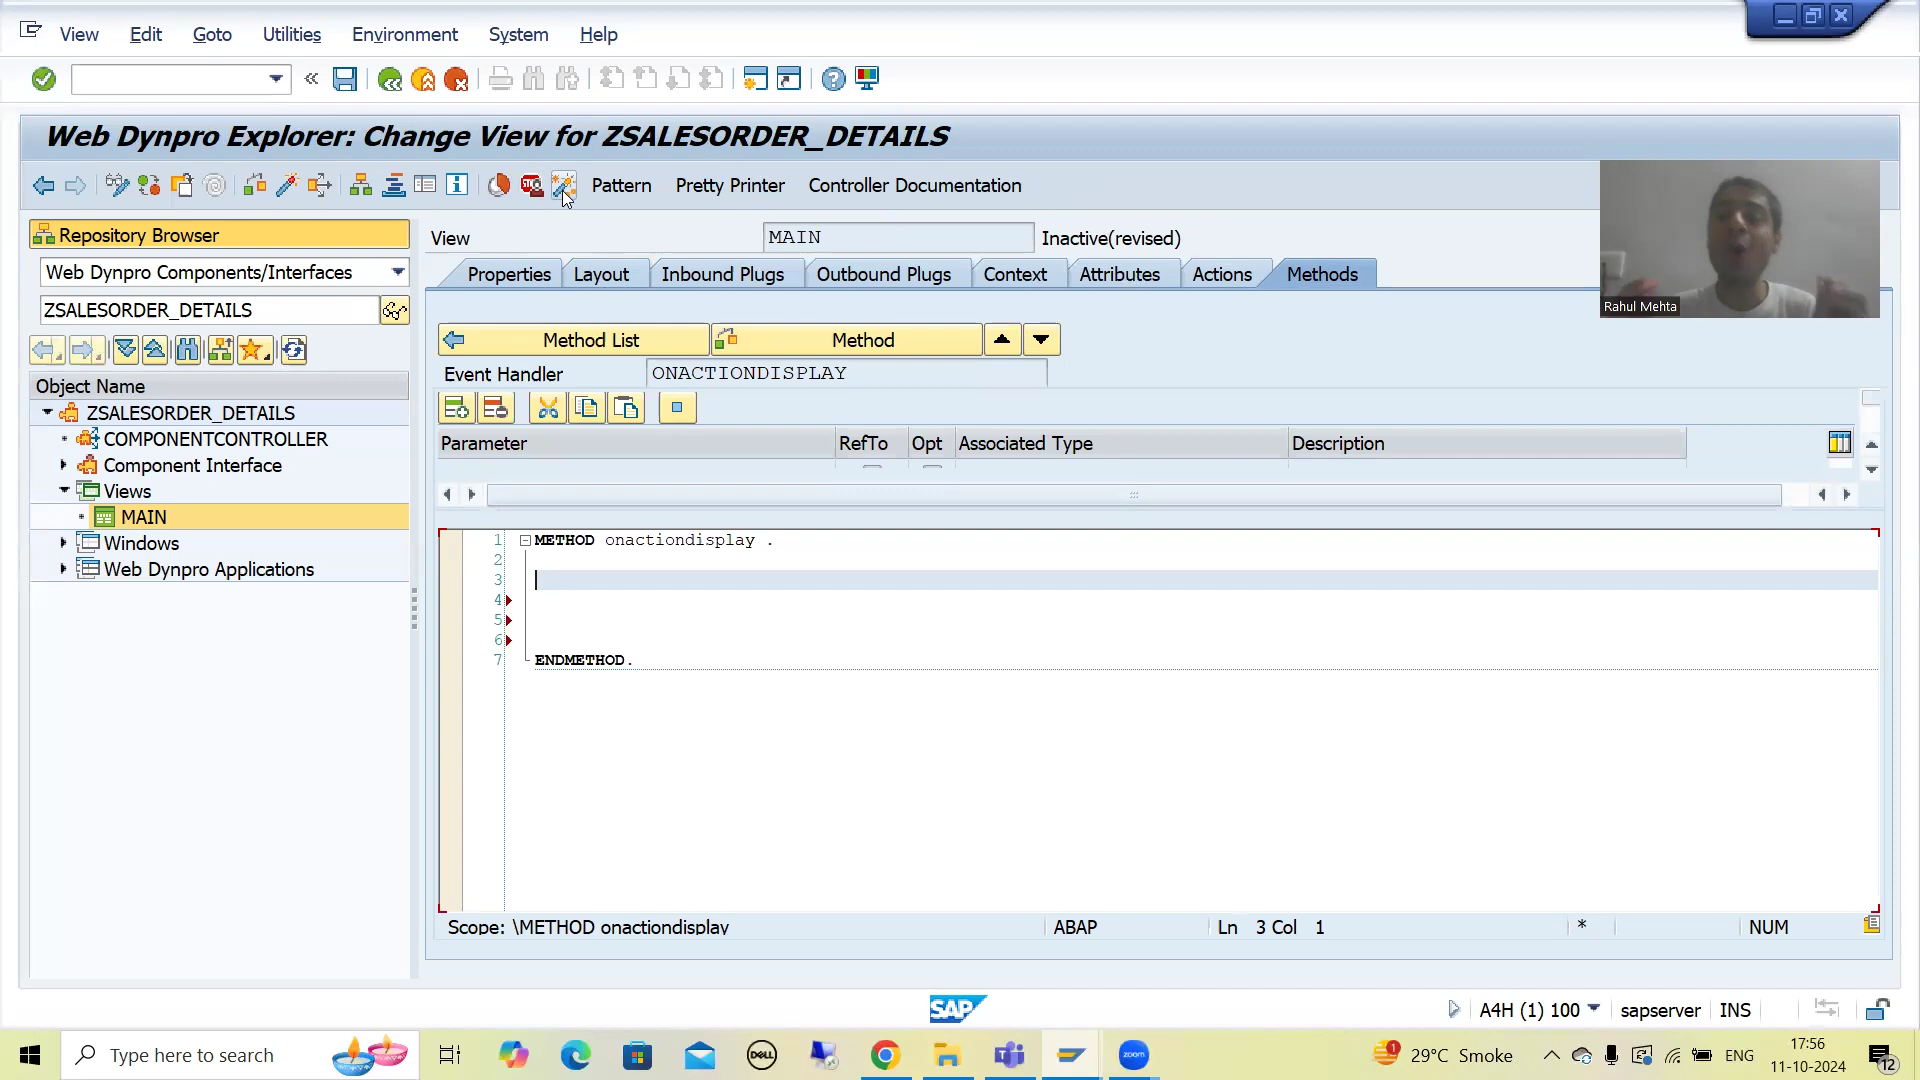 View Edit Goto Utilities Environment System Help
Web Dynpro Explorer: Change View for ZSALESORDER_DETAILS
Pattern Pretty Printer Controller Documentation
Repository Browser
Web Dynpro Components/Interfaces
ZSALESORDER_DETAILS
Object Name
ZSALESORDER_DETAILS
COMPONENTCONTROLLER
Component Interface
Views
MAIN
Windows
Web Dynpro Applications
View MAIN Inactive(revised)
Properties Layout Inbound Plugs Outbound Plugs Context Attributes Actions Methods
Method List Method
Event Handler ONACTIONDISPLAY
Parameter RefTo Opt Associated Type Description
1 METHOD onactiondisplay .
2
3
4
5
6
7 ENDMETHOD.
Scope: \METHOD onactiondisplay ABAP Ln 3 Col 1 * NUM
Rahul Mehta
SAP
A4H (1) 100 sapserver INS
Type here to search
DELL
zoom
1
29°C Smoke
ENG
17:56
11-10-2024
12